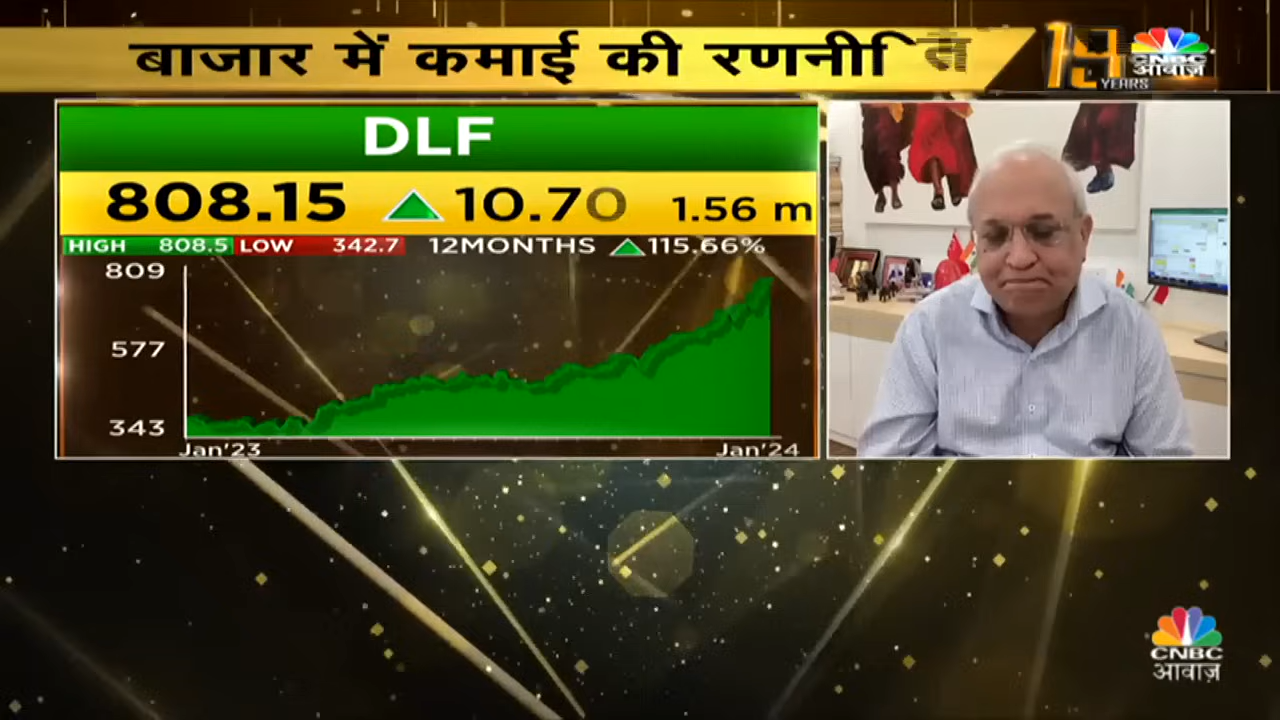 बाजार में कमाई की रणनीति
19 YEARS
CNBC
आवाज़
DLF
808.15 10.70 1.56 m
HIGH 808.5 LOW 342.7 12MONTHS 115.66%
809
577
343
Jan'23 Jan'24
CNBC
आवाज़